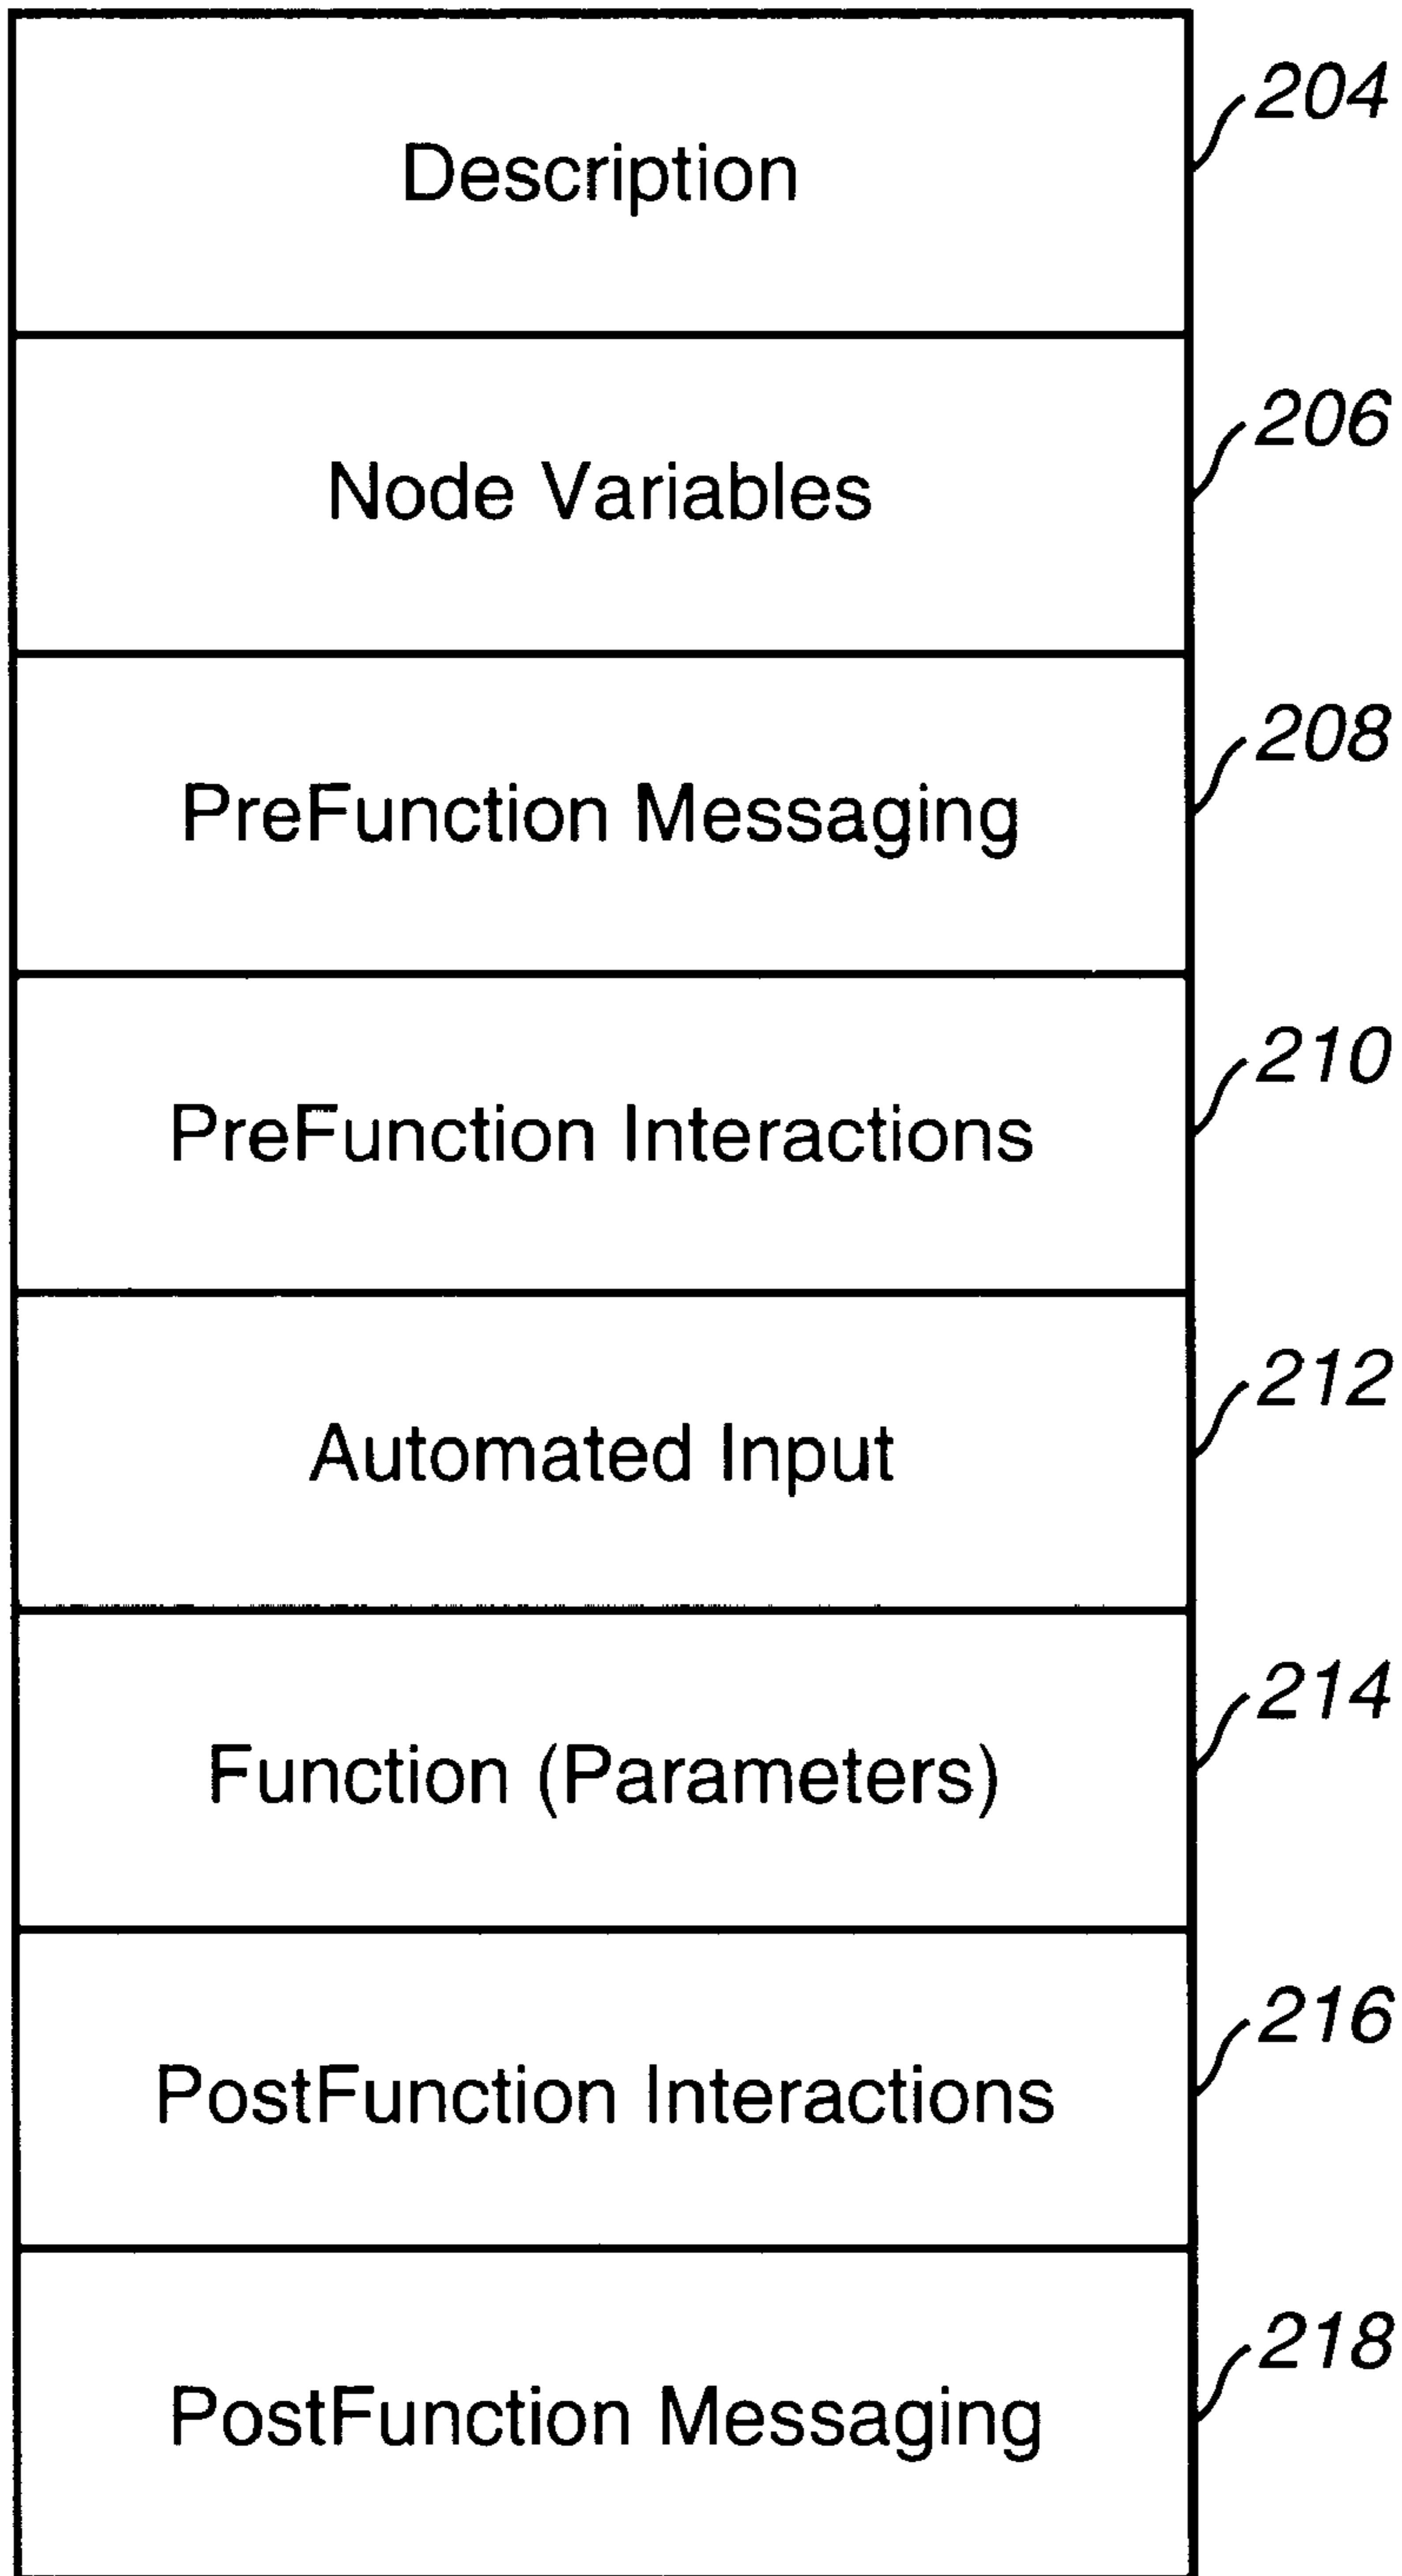 Description
204
Node Variables
206
PreFunction Messaging
208
PreFunction Interactions
210
Automated Input
212
Function (Parameters)
214
PostFunction Interactions
216
PostFunction Messaging
218